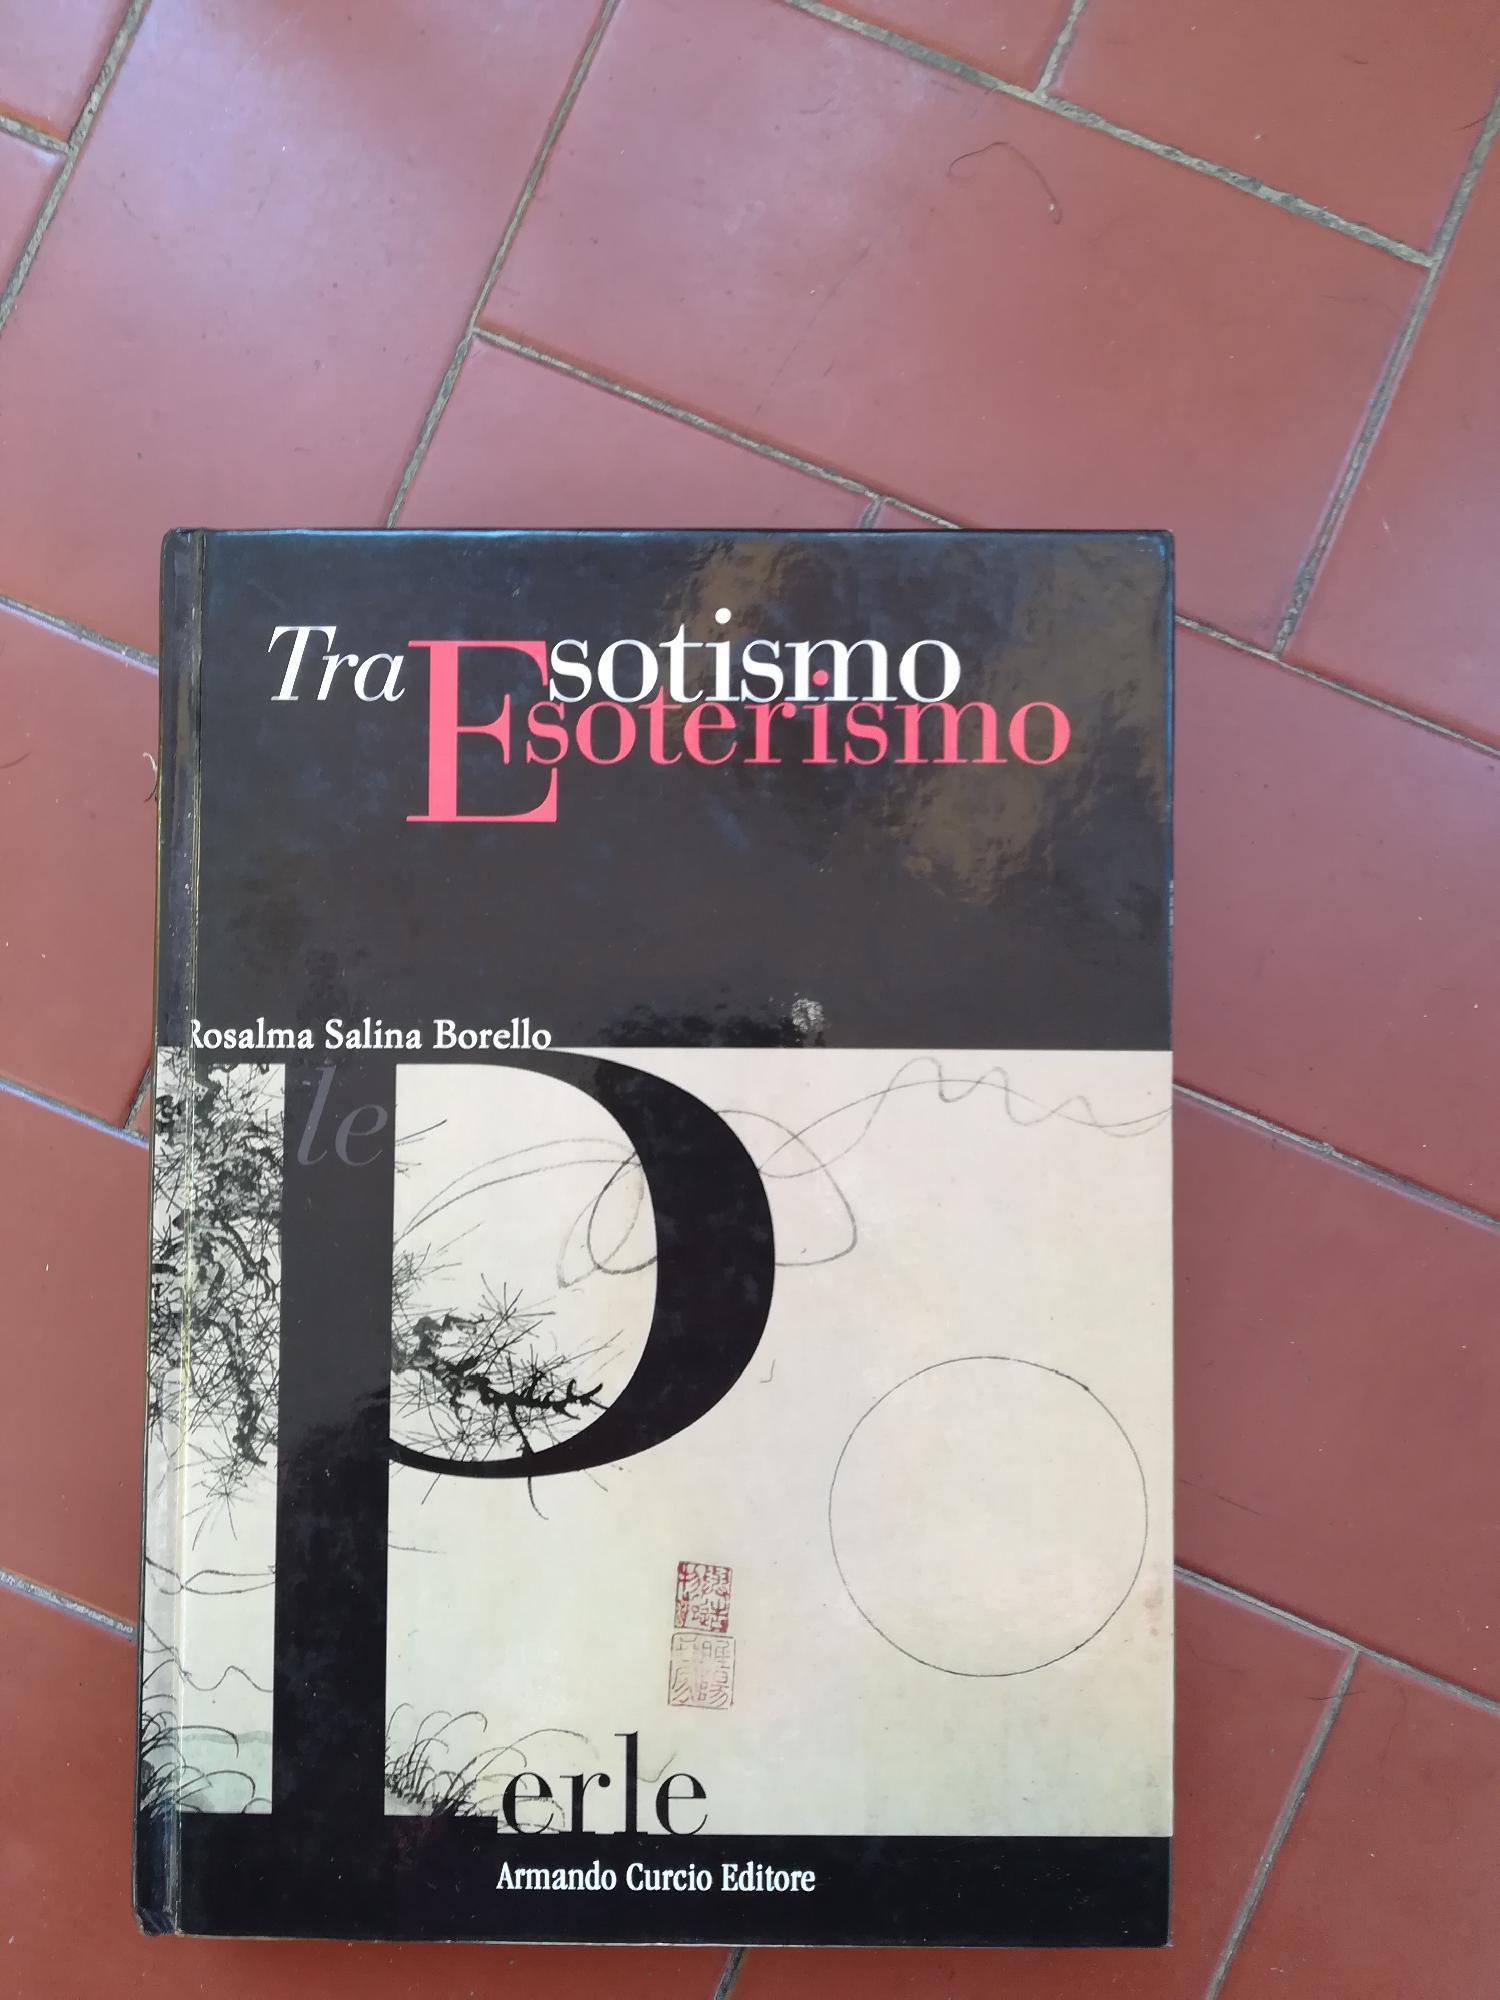 Tra Esotismo
Esoterismo
Rosalma Salina Borello
le
Perle
Armando Curcio Editore